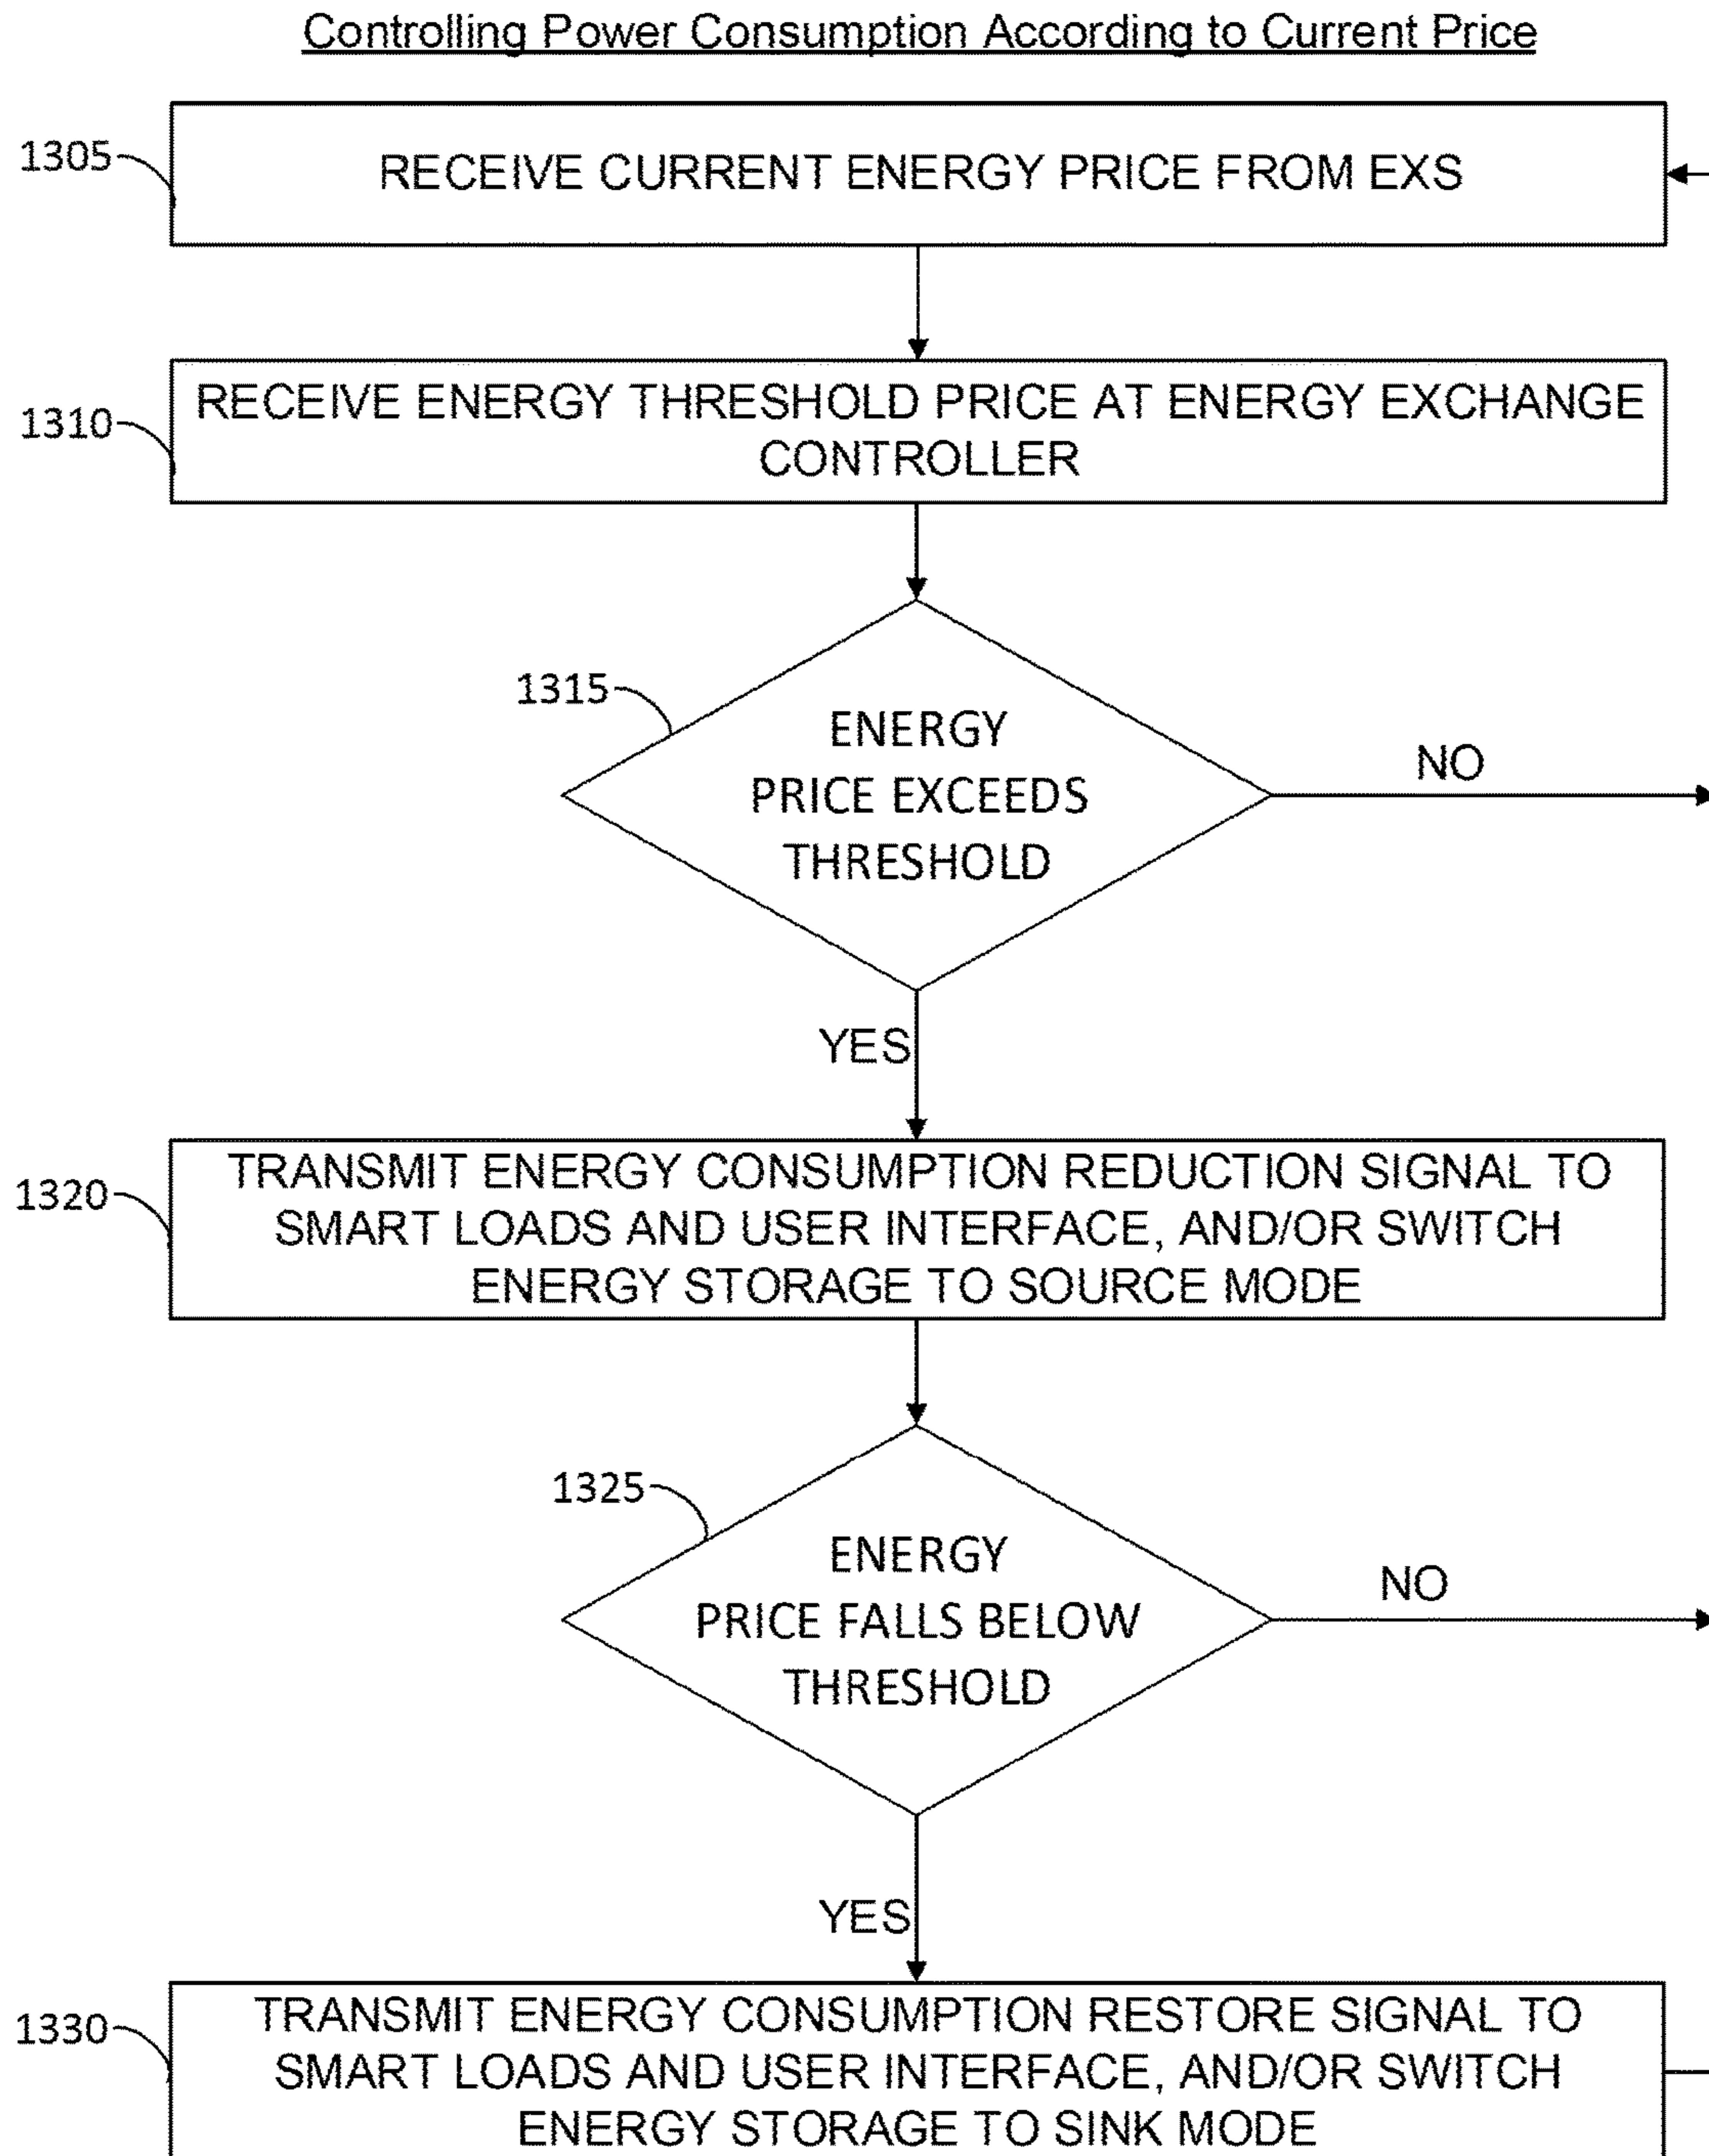 Controlling Power Consumption According to Current Price
1305
RECEIVE CURRENT ENERGY PRICE FROM EXS
1310
RECEIVE ENERGY THRESHOLD PRICE AT ENERGY EXCHANGE
CONTROLLER
1315
ENERGY
PRICE EXCEEDS
THRESHOLD
NO
YES
1320
TRANSMIT ENERGY CONSUMPTION REDUCTION SIGNAL TO
SMART LOADS AND USER INTERFACE, AND/OR SWITCH
ENERGY STORAGE TO SOURCE MODE
1325
ENERGY
PRICE FALLS BELOW
THRESHOLD
NO
YES
1330
TRANSMIT ENERGY CONSUMPTION RESTORE SIGNAL TO
SMART LOADS AND USER INTERFACE, AND/OR SWITCH
ENERGY STORAGE TO SINK MODE